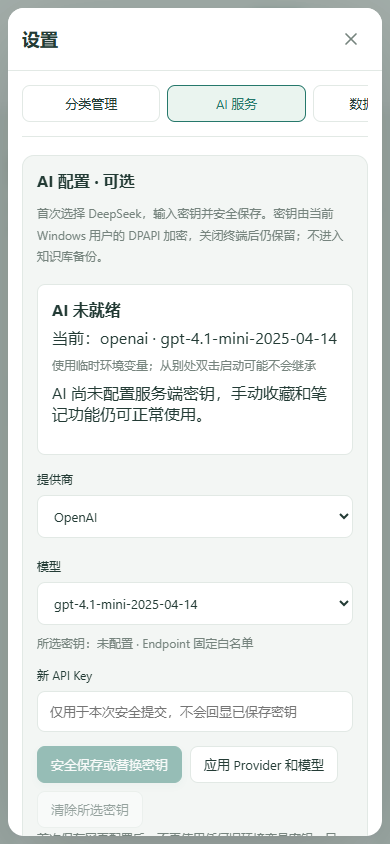 设置
分类管理
AI 服务
数
AI 配置 · 可选
首次选择 DeepSeek，输入密钥并安全保存。密钥由当前
Windows 用户的 DPAPI 加密，关闭终端后仍保留；不进入
知识库备份。
AI 未就绪
当前：openai · gpt-4.1-mini-2025-04-14
使用临时环境变量；从别处双击启动可能不会继承
AI 尚未配置服务端密钥，手动收藏和笔
记功能仍可正常使用。
提供商
OpenAI
模型
gpt-4.1-mini-2025-04-14
所选密钥：未配置 · Endpoint 固定白名单
新 API Key
仅用于本次安全提交，不会回显已保存密钥
安全保存或替换密钥
应用 Provider 和模型
清除所选密钥